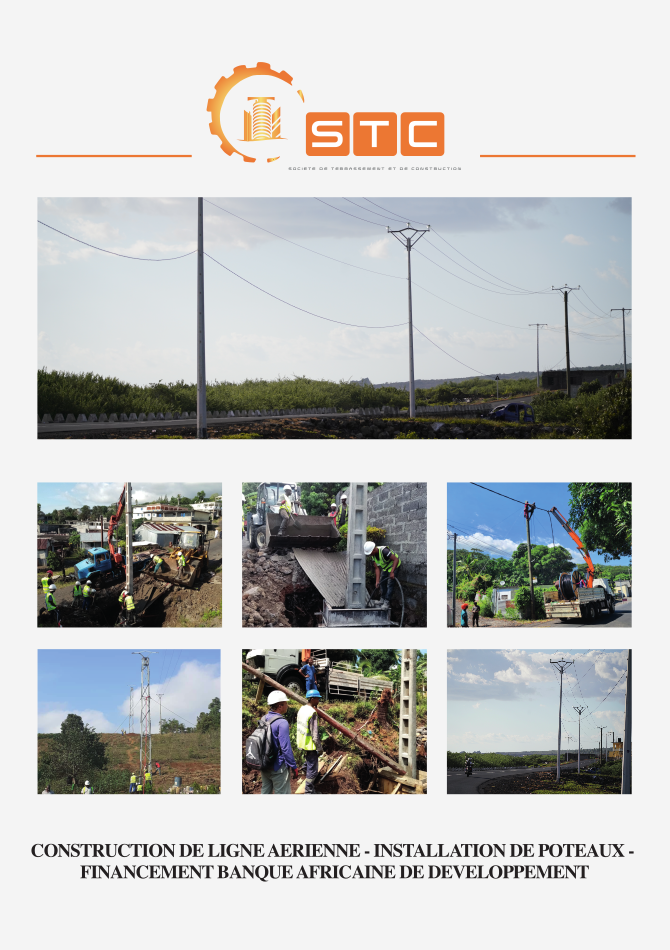 STC
SOCIETE DE TERRASSEMENT ET DE CONSTRUCTION
CONSTRUCTION DE LIGNE AERIENNE - INSTALLATION DE POTEAUX -
FINANCEMENT BANQUE AFRICAINE DE DEVELOPPEMENT